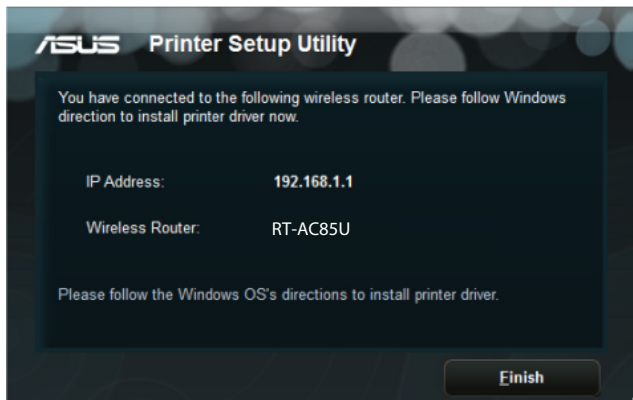 ASUS Printer Setup Utility
You have connected to the following wireless router. Please follow Windows
direction to install printer driver now.
IP Address: 192.168.1.1
Wireless Router: RT-AC85U
Please follow the Windows OS's directions to install printer driver.
Finish